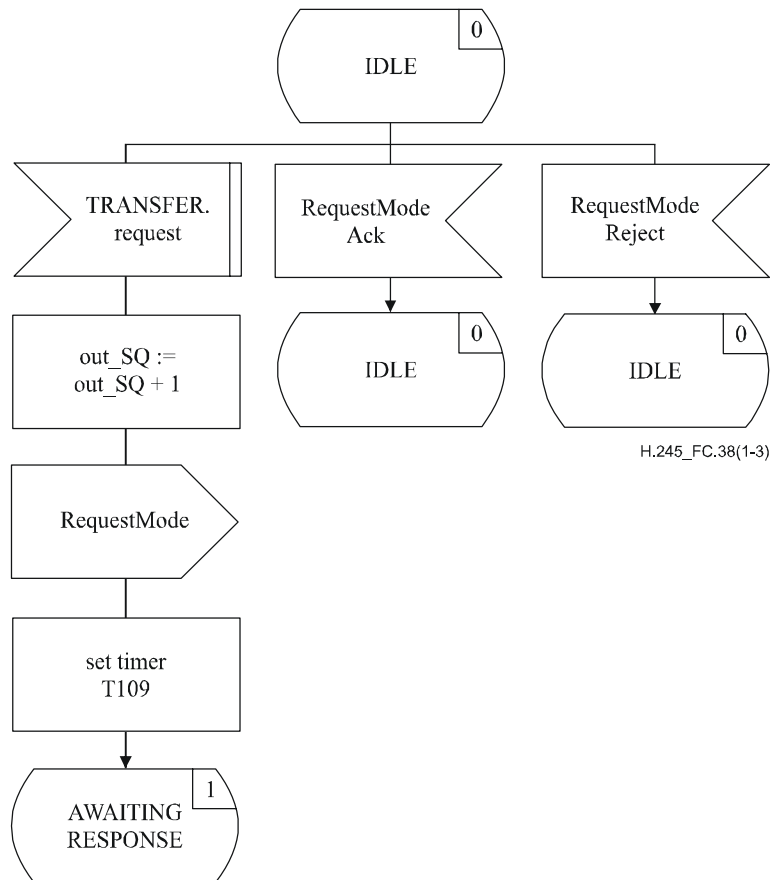 0
IDLE
TRANSFER.
request
RequestMode
Ack
RequestMode
Reject
out_SQ :=
out_SQ + 1
0
IDLE
0
IDLE
H.245_FC.38(1-3)
RequestMode
set timer
T109
1
AWAITING
RESPONSE